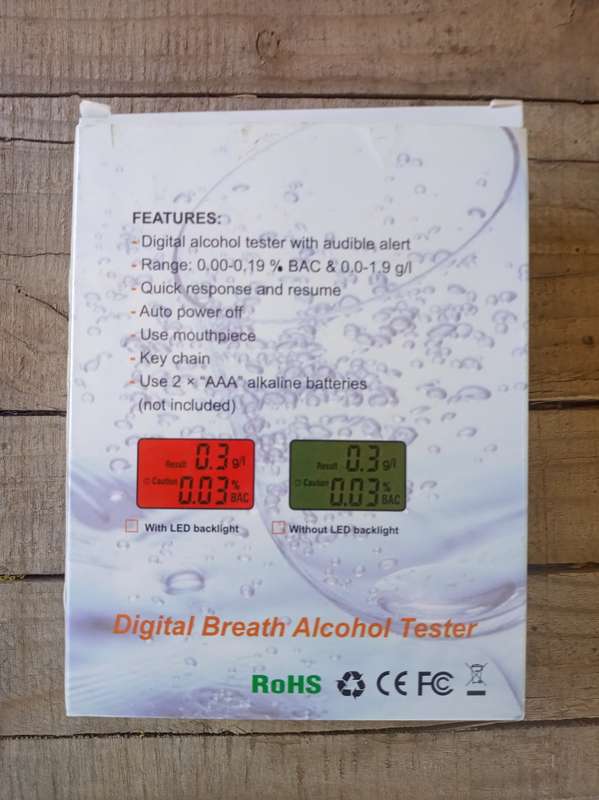 FEATURES:
- Digital alcohol tester with audible alert
- Range: 0.00-0.19 % BAC & 0.0-1.9 g/l
- Quick response and resume
- Auto power off
- Use mouthpiece
- Key chain
- Use 2 × “AAA” alkaline batteries
(not included)
Result 0.3 g/l
Caution 0.03 % BAC
Result 0.3 g/l
Caution 0.03 % BAC
With LED backlight
Without LED backlight
Digital Breath Alcohol Tester
RoHS CE FC